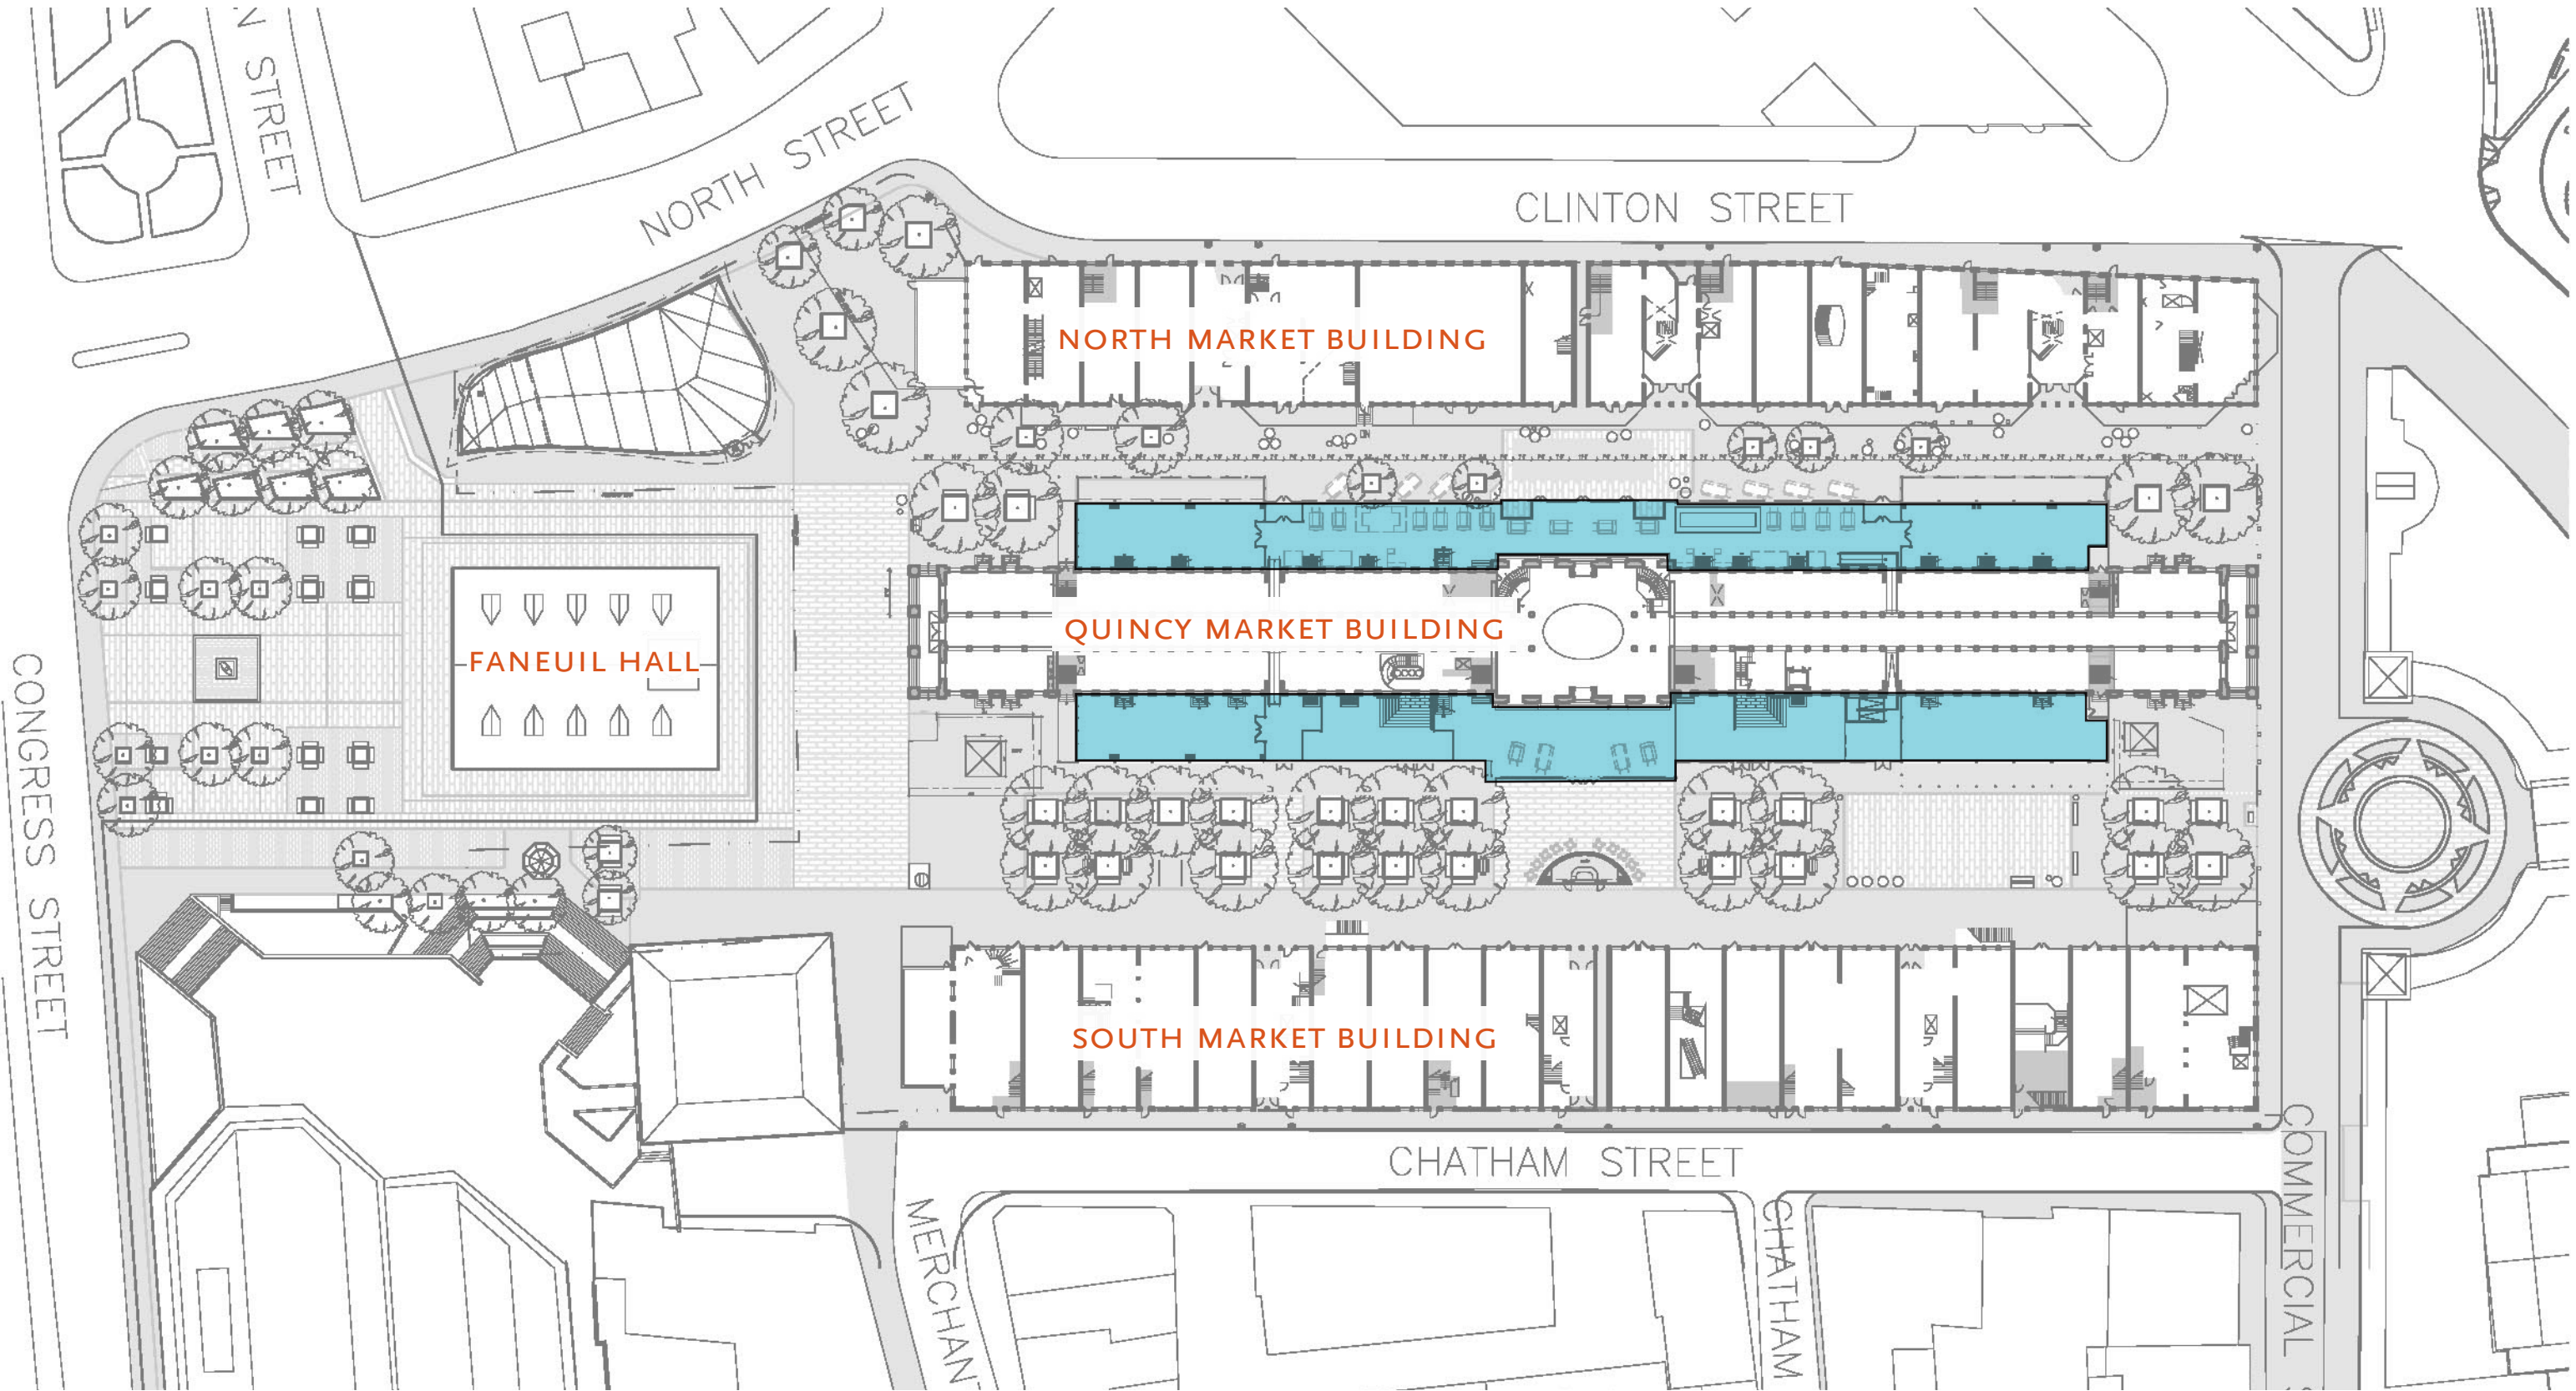 N STREET
NORTH STREET
CLINTON STREET
NORTH MARKET BUILDING
QUINCY MARKET BUILDING
FANEUIL HALL
CONGRESS STREET
SOUTH MARKET BUILDING
CHATHAM STREET
MERCHANT
CHATHAM
COMMERCIAL